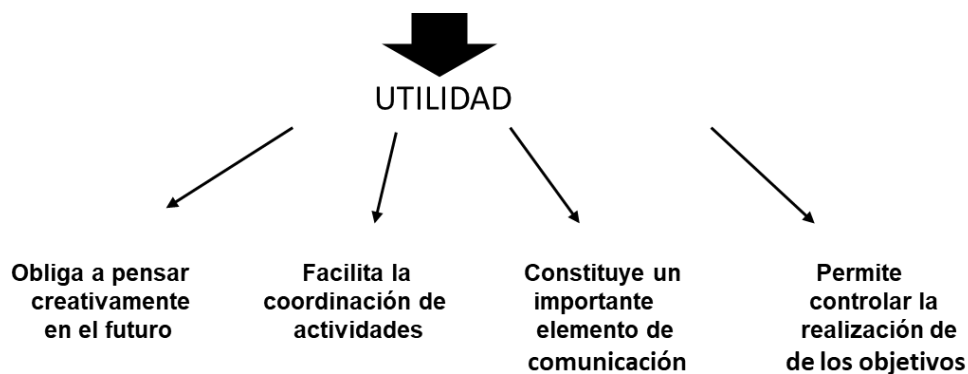 UTILIDAD
Obliga a pensar
creativamente
en el futuro
Facilita la
coordinación de
actividades
Constituye un
importante
elemento de
comunicación
Permite
controlar la
realización de
de los objetivos